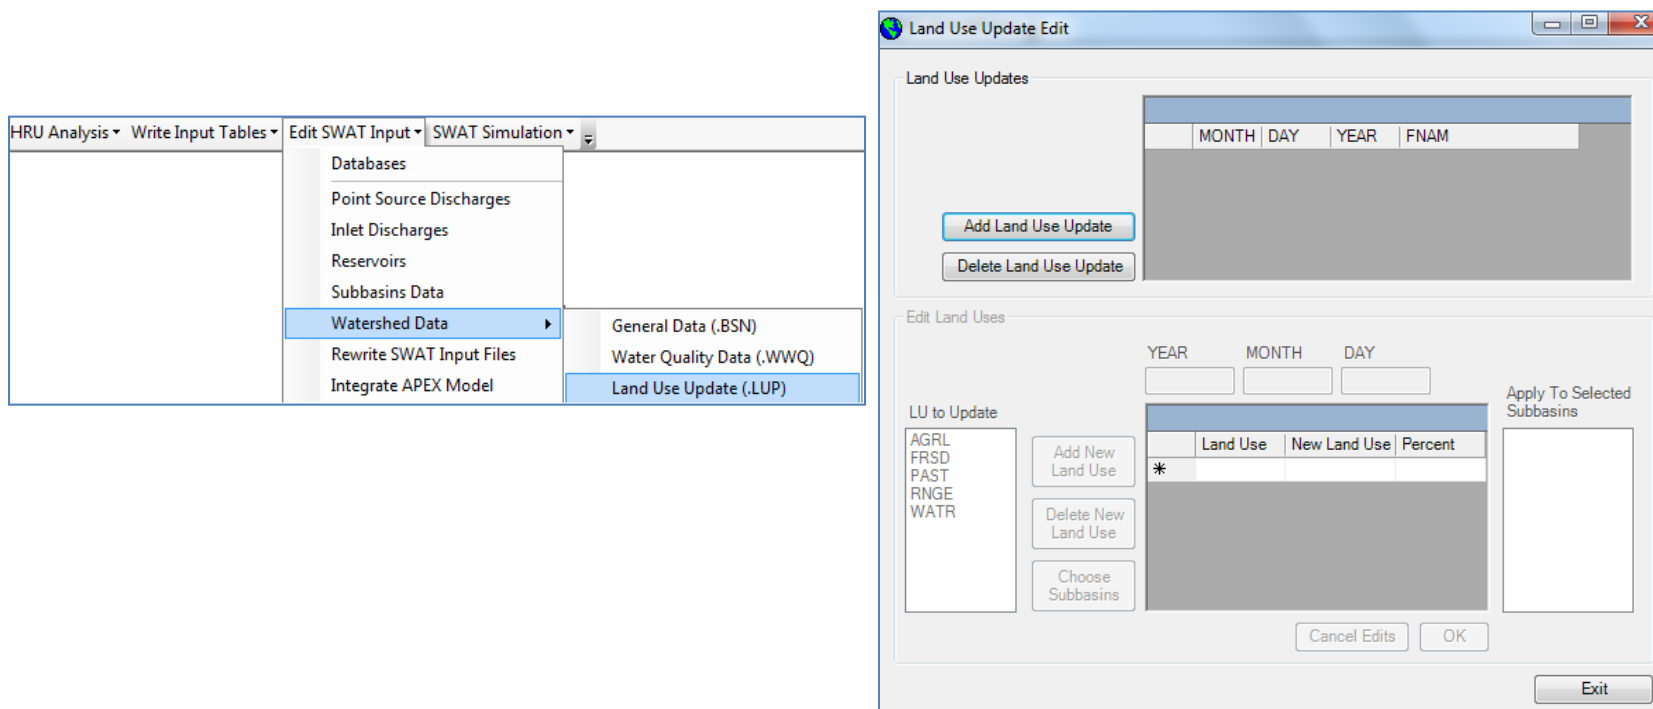 HRU Analysis Write Input Tables Edit SWAT Input SWAT Simulation
Databases
Point Source Discharges
Inlet Discharges
Reservoirs
Subbasins Data
Watershed Data
Rewrite SWAT Input Files
Integrate APEX Model
General Data (.BSN)
Water Quality Data (.WWQ)
Land Use Update (.LUP)
Land Use Update Edit
Land Use Updates
MONTH DAY YEAR FNAM
Add Land Use Update
Delete Land Use Update
Edit Land Uses
YEAR MONTH DAY
LU to Update
AGRL
FRSD
PAST
RNGE
WATR
Add New
Land Use
Delete New
Land Use
Choose
Subbasins
Land Use New Land Use Percent
Apply To Selected
Subbasins
Cancel Edits OK
Exit